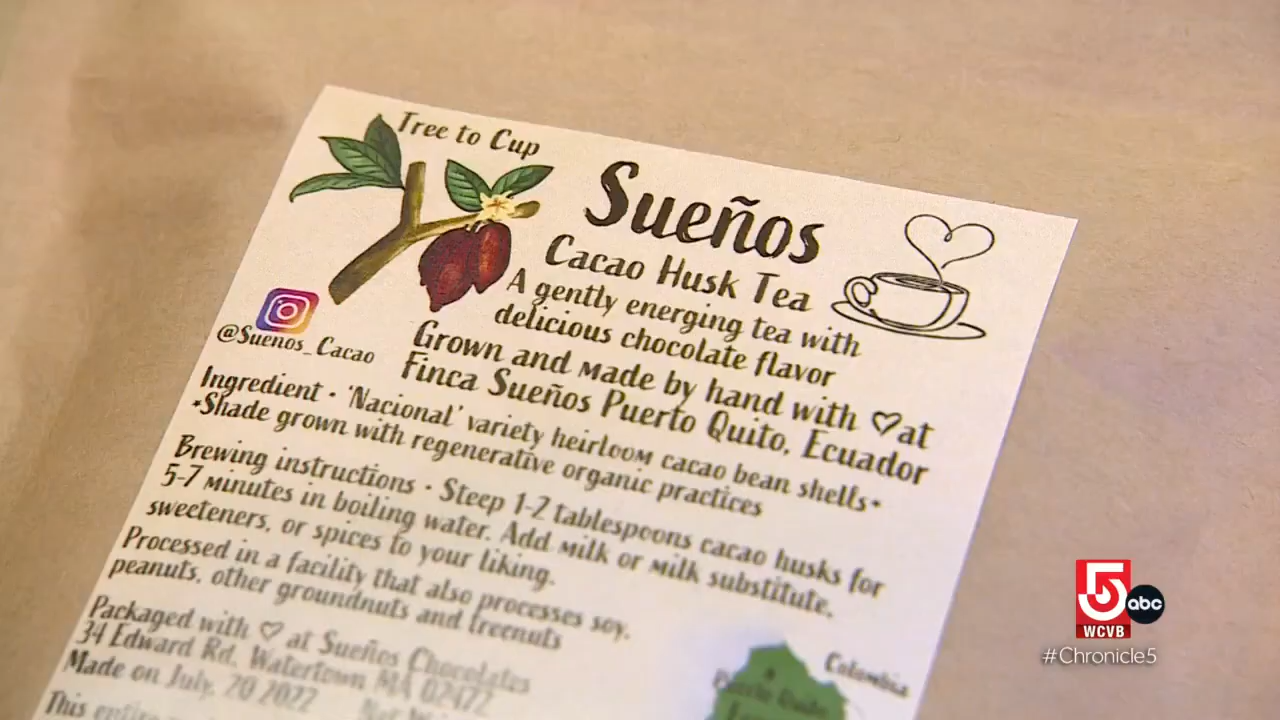 Tree to Cup
Sueños
Cacao Husk Tea
A gently energing tea with
delicious chocolate flavor
@Suenos_Cacao
Grown and made by hand with ♡ at
Finca Sueños Puerto Quito, Ecuador
Ingredient • 'Nacional' variety heirloom cacao bean shells•
•Shade grown with regenerative organic practices
Brewing instructions • Steep 1-2 tablespoons cacao husks for
5-7 minutes in boiling water. Add milk or milk substitute,
sweeteners, or spices to your liking.
Processed in a facility that also processes soy,
peanuts, other groundnuts and treenuts
Packaged with ♡ at Sueños Chocolates
34 Edward Rd, Watertown MA 02472
Made on July, 20 2022
This entire
Colombia
Puerto Quito
5
abc
WCVB
#Chronicle5